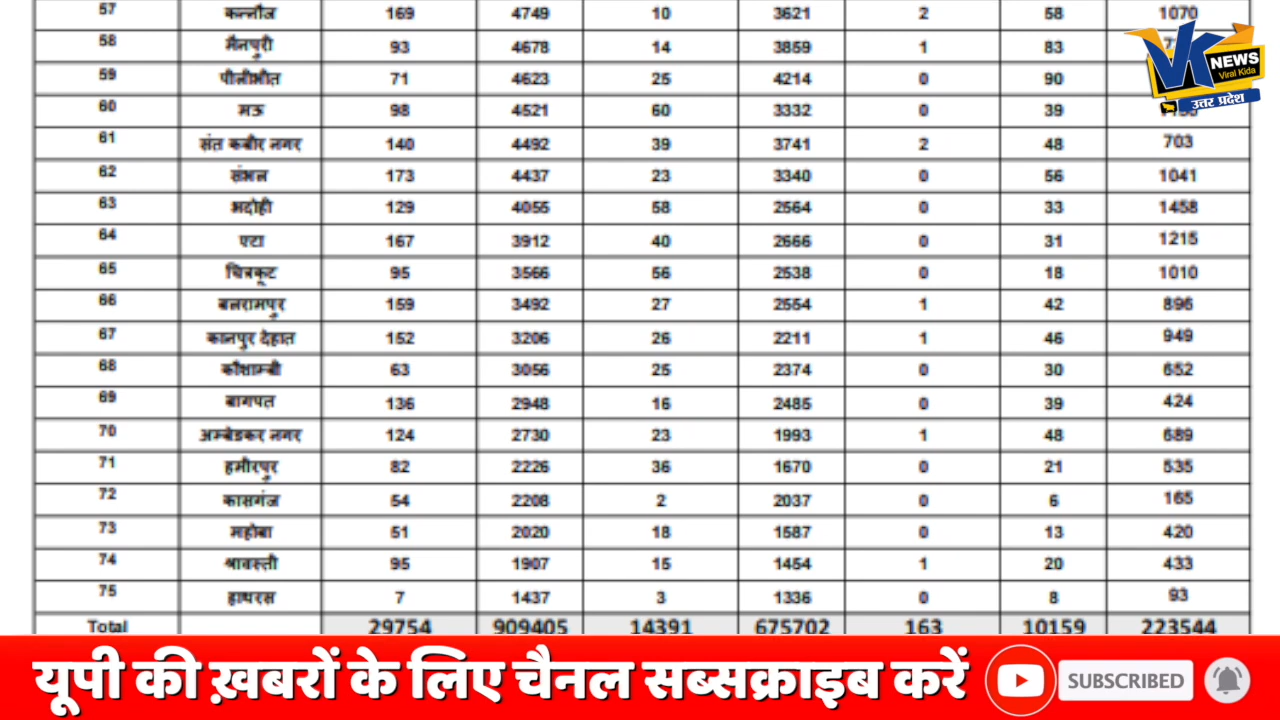 57 कन्नौज 169 4749 10 3621 2 58 1070
58 मैनपुरी 93 4678 14 3859 1 83
59 पीलीभीत 71 4623 25 4214 0 90
60 मऊ 98 4521 60 3332 0 39
61 संत कबीर नगर 140 4492 39 3741 2 48 703
62 संभल 173 4437 23 3340 0 56 1041
63 भदोही 129 4055 58 2564 0 33 1458
64 एटा 167 3912 40 2666 0 31 1215
65 चित्रकूट 95 3566 56 2538 0 18 1010
66 बलरामपुर 159 3492 27 2554 1 42 896
67 कानपुर देहात 152 3206 26 2211 1 46 949
68 कौशाम्बी 63 3056 25 2374 0 30 652
69 बागपत 136 2948 16 2485 0 39 424
70 अम्बेडकर नगर 124 2730 23 1993 1 48 689
71 हमीरपुर 82 2226 36 1670 0 21 535
72 कासगंज 54 2208 2 2037 0 6 165
73 महोबा 51 2020 18 1587 0 13 420
74 श्रावस्ती 95 1907 15 1454 1 20 433
75 हाथरस 7 1437 3 1336 0 8 93
Total 29754 909405 14391 675702 163 10159 223544
VK NEWS
Viral Kida
उत्तर प्रदेश
यूपी की ख़बरों के लिए चैनल सब्सक्राइब करें SUBSCRIBED